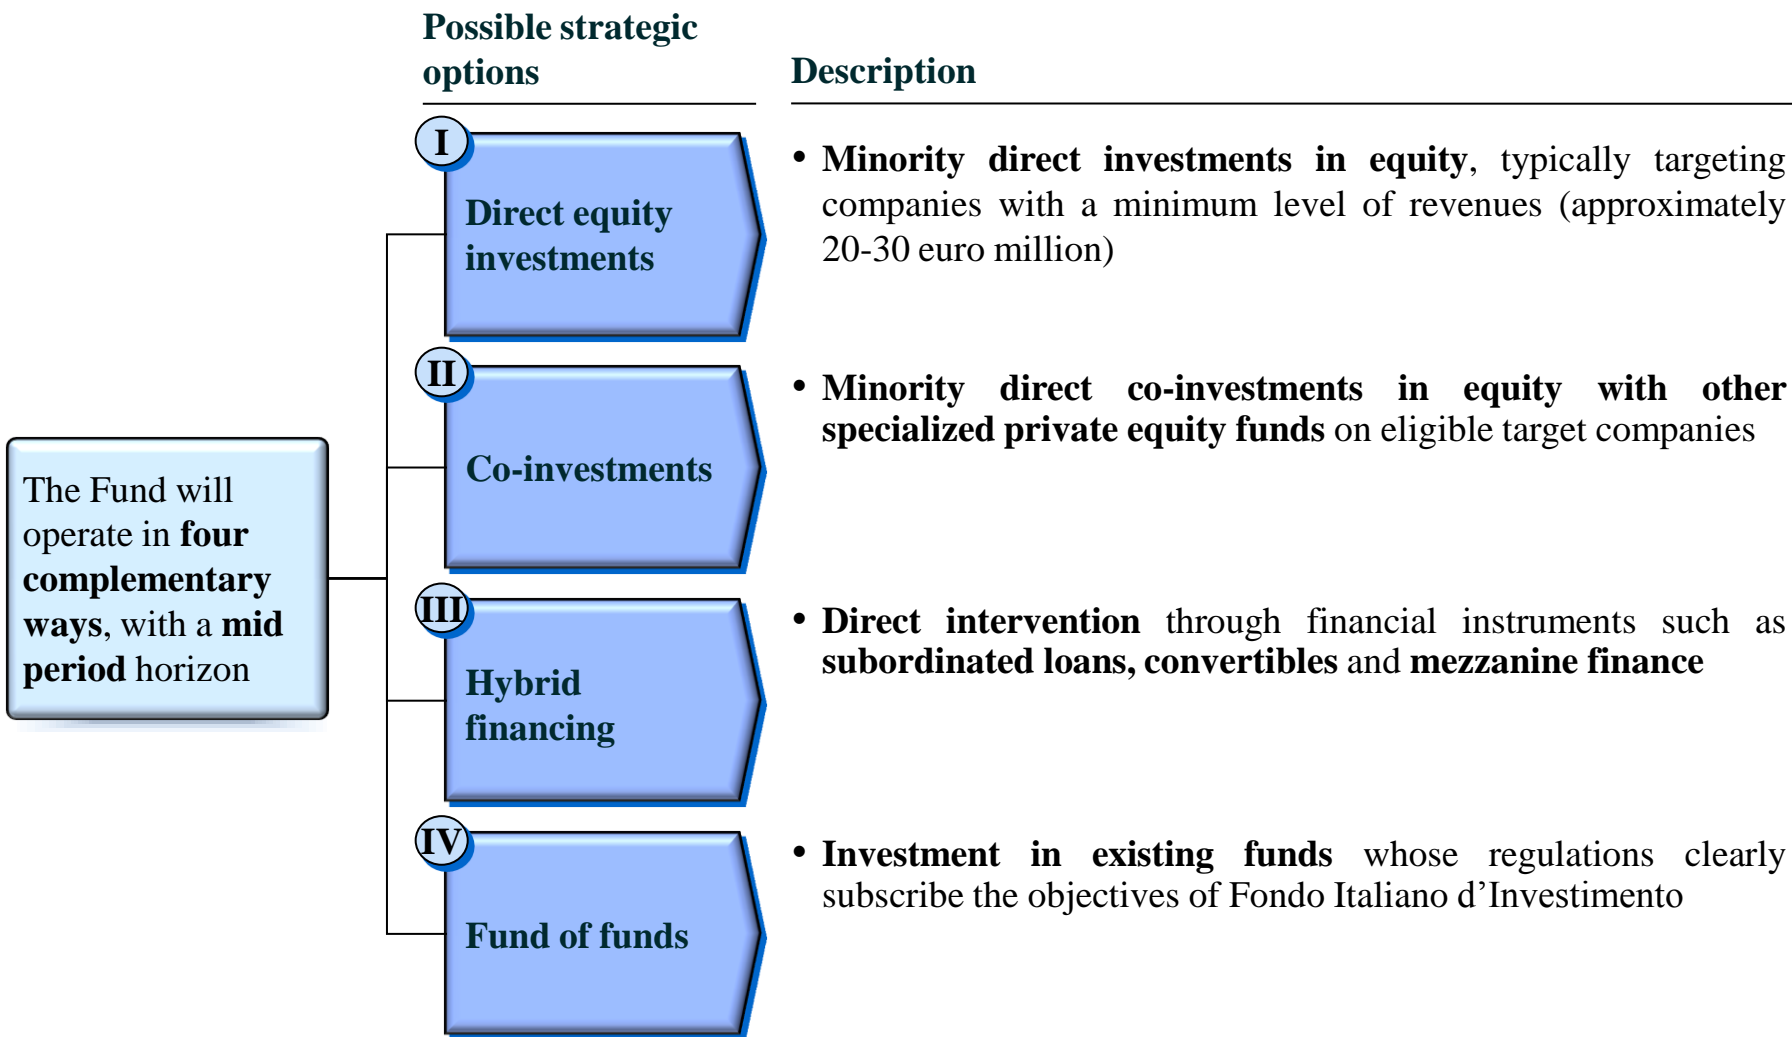 Possible strategic
options
Description
The Fund will
operate in four
complementary
ways, with a mid
period horizon
I
Direct equity
investments
• Minority direct investments in equity, typically targeting
companies with a minimum level of revenues (approximately
20-30 euro million)
II
Co-investments
• Minority direct co-investments in equity with other
specialized private equity funds on eligible target companies
III
Hybrid
financing
• Direct intervention through financial instruments such as
subordinated loans, convertibles and mezzanine finance
IV
Fund of funds
• Investment in existing funds whose regulations clearly
subscribe the objectives of Fondo Italiano d’Investimento